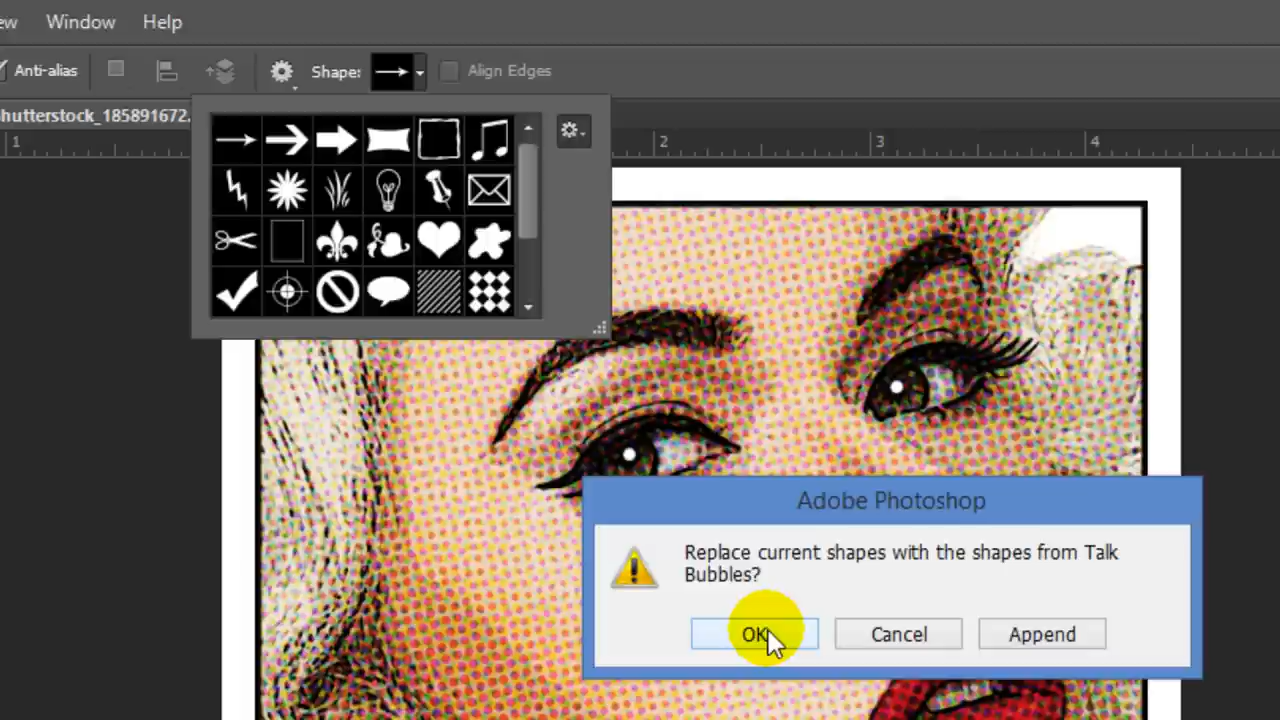 ew Window Help
Anti-alias Shape: Align Edges
hutterstock_185891672.
1 2 3 4
Adobe Photoshop
Replace current shapes with the shapes from Talk
Bubbles?
OK Cancel Append